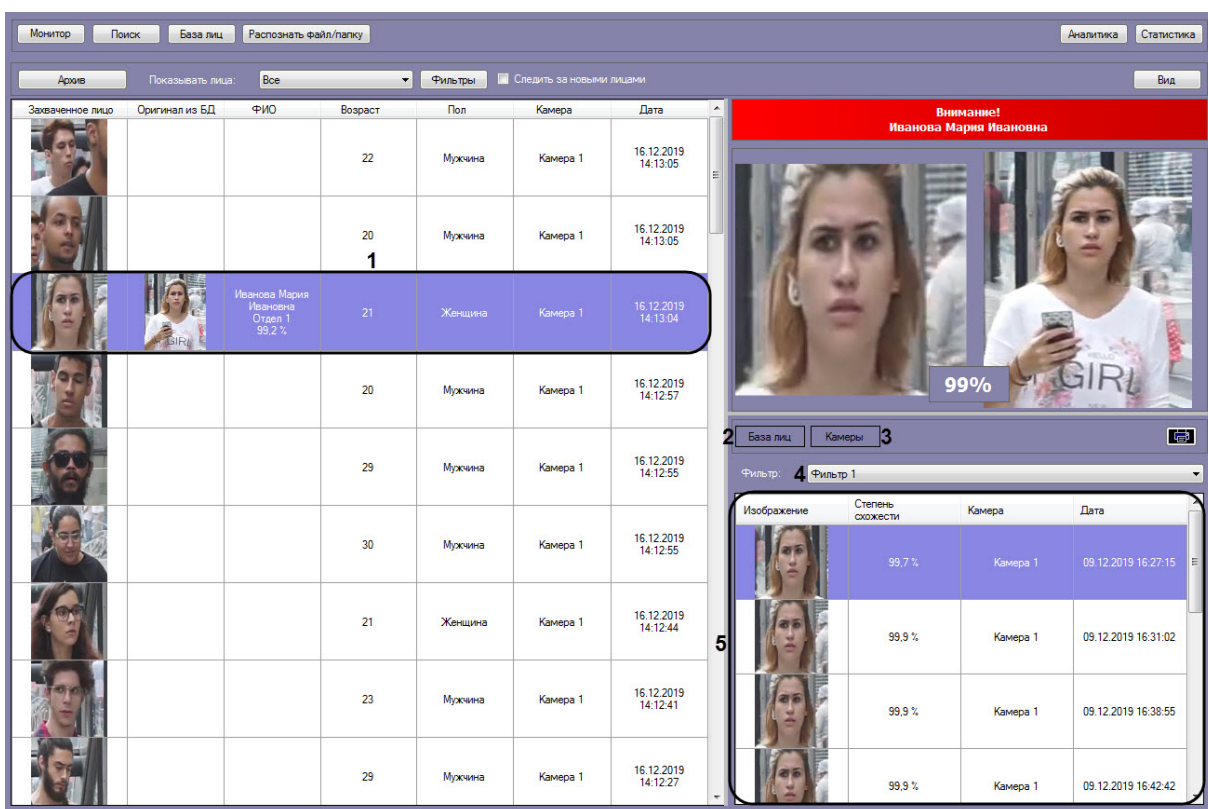 Монитор Поиск База лиц Распознать файл/папку Аналитика Статистика
Архив Показывать лица: Все Фильтры Следить за новыми лицами Вид
Захваченное лицо Оригинал из БД ФИО Возраст Пол Камера Дата
22 Мужчина Камера 1 16.12.2019
14:13:05
20 Мужчина Камера 1 16.12.2019
14:13:05
1
Иванова Мария
Ивановна
Отдел 1
99,2 %
21 Женщина Камера 1 16.12.2019
14:13:04
20 Мужчина Камера 1 16.12.2019
14:12:57
29 Мужчина Камера 1 16.12.2019
14:12:55
30 Мужчина Камера 1 16.12.2019
14:12:55
21 Женщина Камера 1 16.12.2019
14:12:44
23 Мужчина Камера 1 16.12.2019
14:12:41
29 Мужчина Камера 1 16.12.2019
14:12:27
Внимание!
Иванова Мария Ивановна
HELLO
GIRL
99%
2 База лиц Камеры 3
Фильтр: 4 Фильтр 1
5
Изображение Степень
схожести Камера Дата
99,7 % Камера 1 09.12.2019 16:27:15
99,9 % Камера 1 09.12.2019 16:31:02
99,9 % Камера 1 09.12.2019 16:38:55
99,9 % Камера 1 09.12.2019 16:42:42